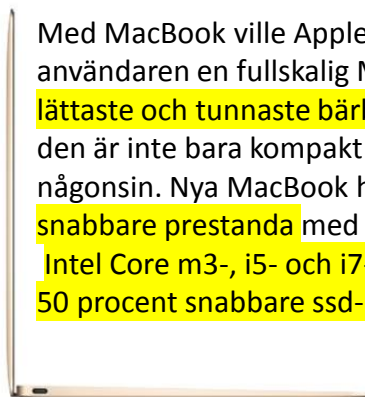 Med MacBook ville Apple
användaren en fullskalig
lättaste och tunnaste
den är inte bara kompakt
någonsin. Nya MacBook
snabbare prestanda med
Intel Core m3-, i5- och i7-
50 procent snabbare ssd-